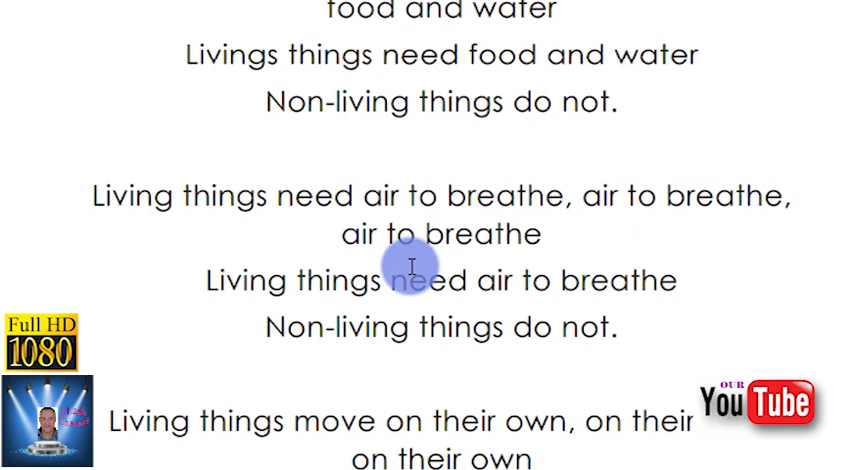 food and water
Livings things need food and water
Non-living things do not.
Living things need air to breathe, air to breathe,
air to breathe
Living things need air to breathe
Non-living things do not.
Living things move on their own, on their
on their own
Full HD
1080
OUR
YouTube